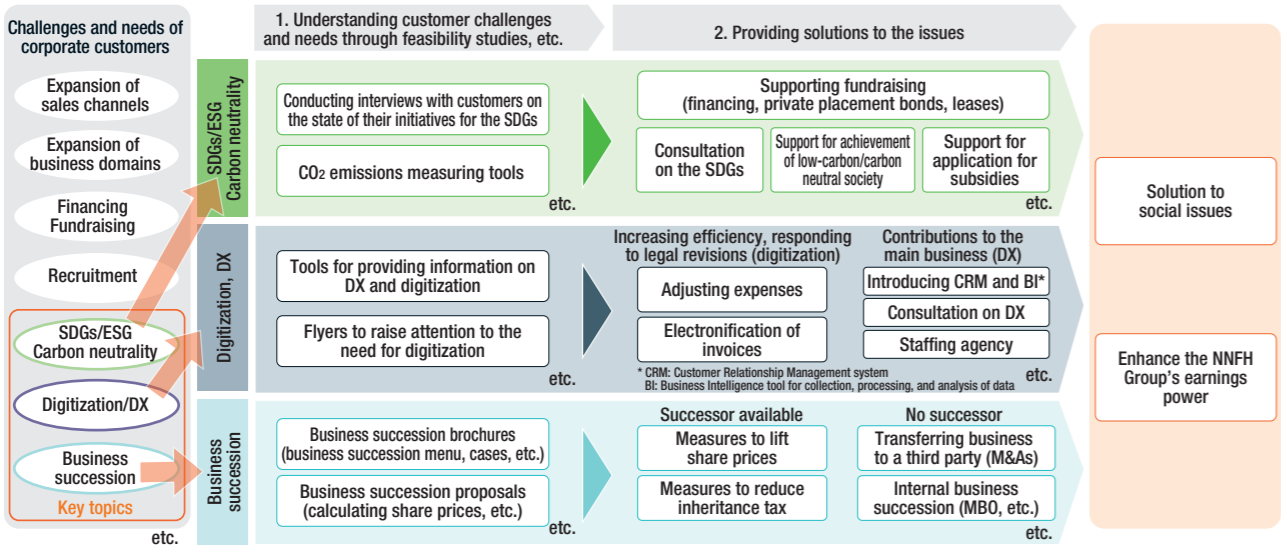 Challenges and needs of
corporate customers
Expansion of
sales channels
Expansion of
business domains
Financing
Fundraising
Recruitment
SDGs/ESG
Carbon neutrality
Digitization/DX
Business
succession
Key topics
etc.
1. Understanding customer challenges
and needs through feasibility studies, etc.
2. Providing solutions to the issues
SDGs/ESG
Carbon neutrality
Conducting interviews with customers on
the state of their initiatives for the SDGs
CO2 emissions measuring tools
etc.
Supporting fundraising
(financing, private placement bonds, leases)
Consultation
on the SDGs
Support for achievement
of low-carbon/carbon
neutral society
Support for
application for
subsidies
etc.
Digitization, DX
Tools for providing information on
DX and digitization
Flyers to raise attention to the
need for digitization
etc.
Increasing efficiency, responding
to legal revisions (digitization)
Adjusting expenses
Electronification of
invoices
Contributions to the
main business (DX)
Introducing CRM and BI*
Consultation on DX
Staffing agency
* CRM: Customer Relationship Management system
BI: Business Intelligence tool for collection, processing, and analysis of data
etc.
Business
succession
Business succession brochures
(business succession menu, cases, etc.)
Business succession proposals
(calculating share prices, etc.)
etc.
Successor available
Measures to lift
share prices
Measures to reduce
inheritance tax
No successor
Transferring business
to a third party (M&As)
Internal business
succession (MBO, etc.)
etc.
Solution to
social issues
Enhance the NNFH
Group's earnings
power